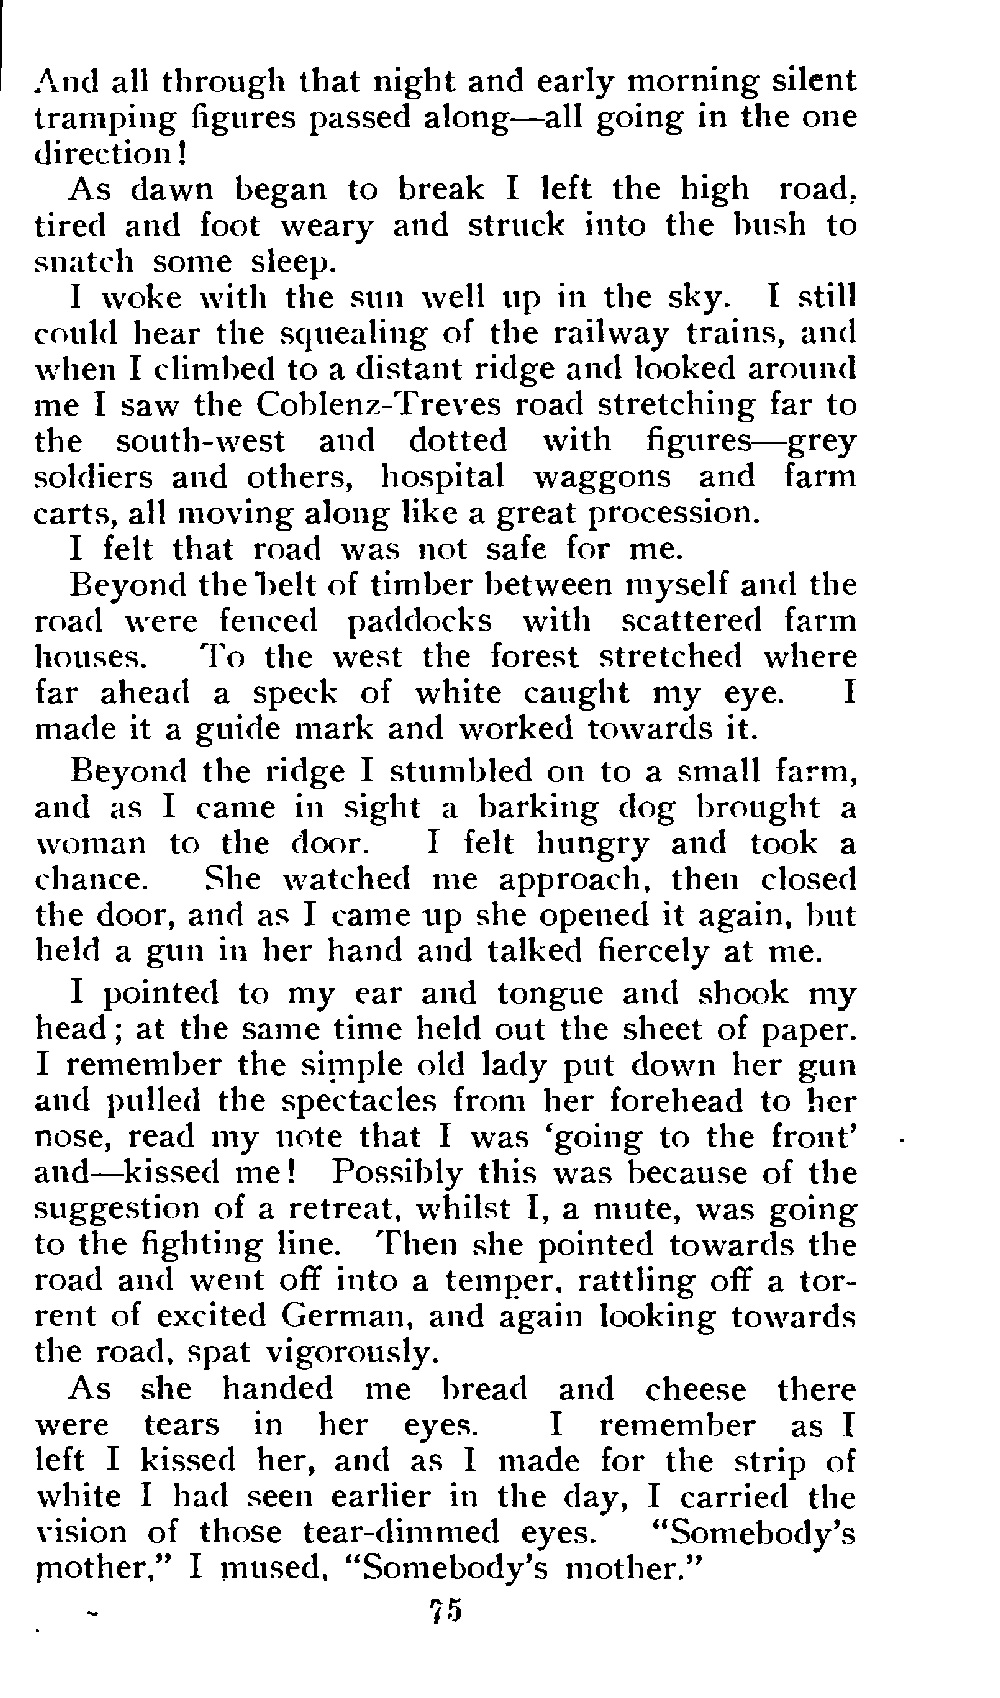 And all through that night and early morning silent
tramping figures passed along—all going in the one
direction!
As dawn began to break I left the high road,
tired and foot weary and struck into the bush to
snatch some sleep.
I woke with the sun well up in the sky. I still
could hear the squealing of the railway trains, and
when I climbed to a distant ridge and looked around
me I saw the Coblenz-Treves road stretching far to
the south-west and dotted with figures—grey
soldiers and others, hospital waggons and farm
carts, all moving along like a great procession.
I felt that road was not safe for me.
Beyond the belt of timber between myself and the
road were fenced paddocks with scattered farm
houses. To the west the forest stretched where
far ahead a speck of white caught my eye. I
made it a guide mark and worked towards it.
Beyond the ridge I stumbled on to a small farm,
and as I came in sight a barking dog brought a
woman to the door. I felt hungry and took a
chance. She watched me approach, then closed
the door, and as I came up she opened it again, but
held a gun in her hand and talked fiercely at me.
I pointed to my ear and tongue and shook my
head; at the same time held out the sheet of paper.
I remember the simple old lady put down her gun
and pulled the spectacles from her forehead to her
nose, read my note that I was ‘going to the front’
and—kissed me! Possibly this was because of the
suggestion of a retreat, whilst I, a mute, was going
to the fighting line. Then she pointed towards the
road and went off into a temper, rattling off a tor-
rent of excited German, and again looking towards
the road, spat vigorously.
As she handed me bread and cheese there
were tears in her eyes. I remember as I
left I kissed her, and as I made for the strip of
white I had seen earlier in the day, I carried the
vision of those tear-dimmed eyes. “Somebody’s
mother,” I mused, “Somebody’s mother.”
75